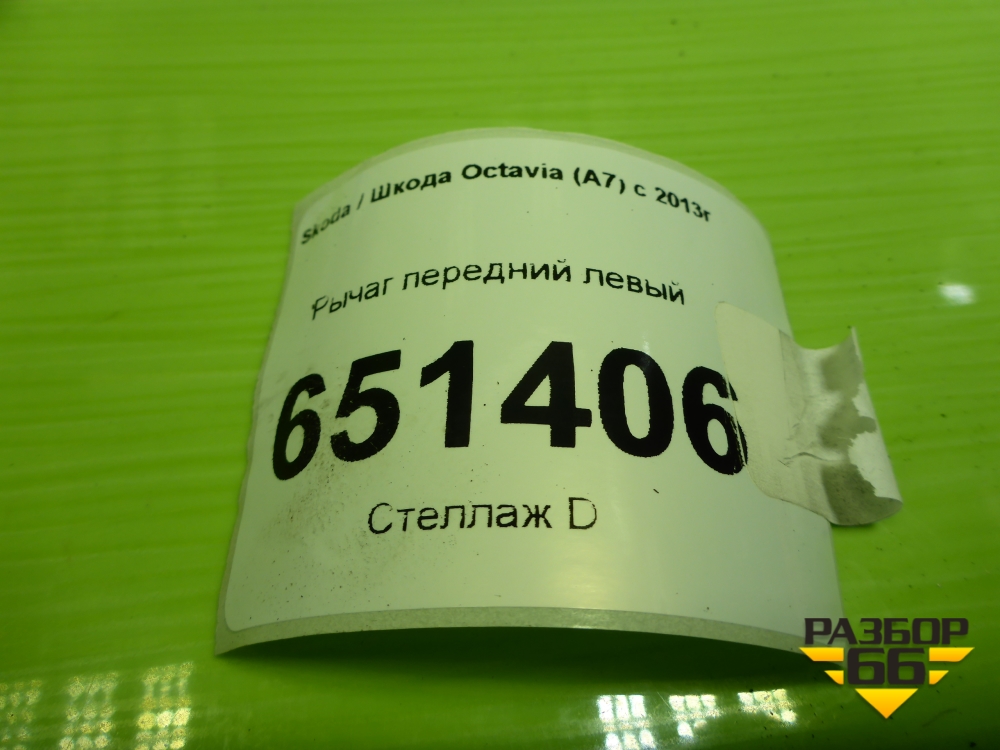 Skoda / Шкода Octavia (A7) с 2013г
Рычаг передний левый
651406
Стеллаж D
РАЗБОР
66